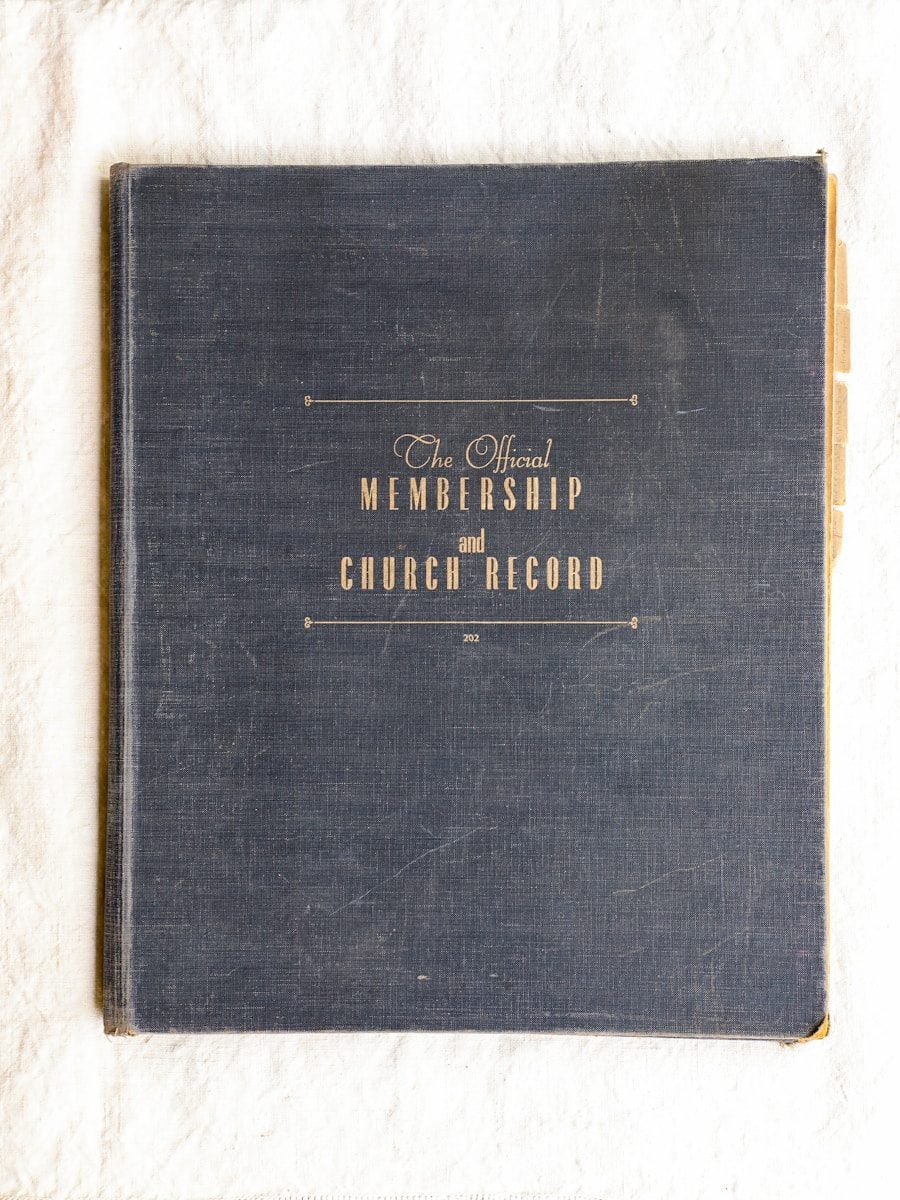 The Official
MEMBERSHIP
and
CHURCH RECORD
202